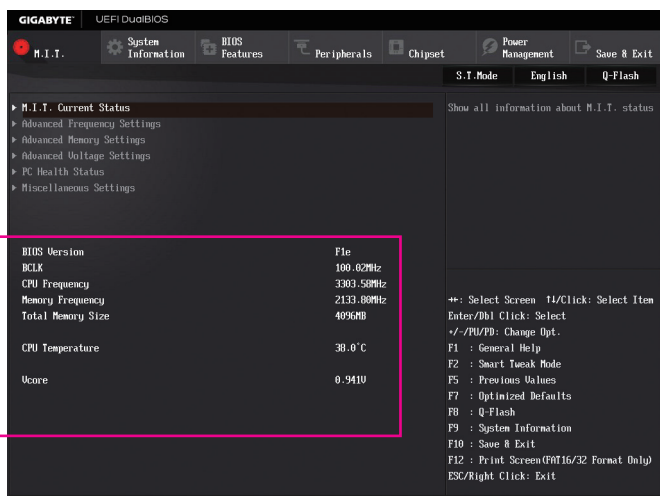 GIGABYTE™ UEFI DualBIOS
M.I.T. System Information BIOS Features Peripherals Chipset Power Management Save & Exit
S.T.Mode English Q-Flash
M.I.T. Current Status
Advanced Frequency Settings
Advanced Memory Settings
Advanced Voltage Settings
PC Health Status
Miscellaneous Settings
Show all information about M.I.T. status
BIOS Version F1e
BCLK 100.02MHz
CPU Frequency 3303.58MHz
Memory Frequency 2133.80MHz
Total Memory Size 4096MB
CPU Temperature 38.0°C
Vcore 0.941V
→←: Select Screen ↑↓/Click: Select Item
Enter/Dbl Click: Select
+/-/PU/PD: Change Opt.
F1 : General Help
F2 : Smart Tweak Mode
F5 : Previous Values
F7 : Optimized Defaults
F8 : Q-Flash
F9 : System Information
F10 : Save & Exit
F12 : Print Screen(FAT16/32 Format Only)
ESC/Right Click: Exit